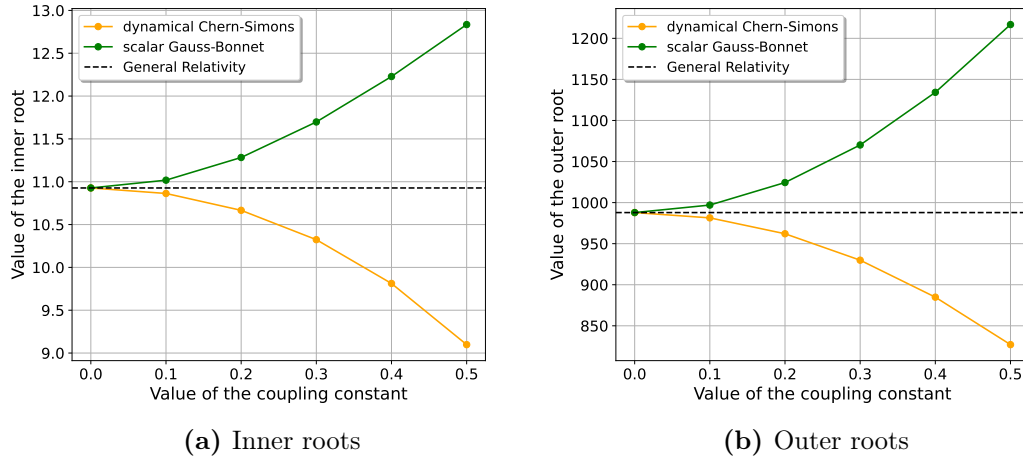 dynamical Chern-Simons
scalar Gauss-Bonnet
General Relativity
Value of the inner root
13.0
12.5
12.0
11.5
11.0
10.5
10.0
9.5
9.0
0.0 0.1 0.2 0.3 0.4 0.5
Value of the coupling constant
(a) Inner roots
dynamical Chern-Simons
scalar Gauss-Bonnet
General Relativity
Value of the outer root
1200
1150
1100
1050
1000
950
900
850
0.0 0.1 0.2 0.3 0.4 0.5
Value of the coupling constant
(b) Outer roots